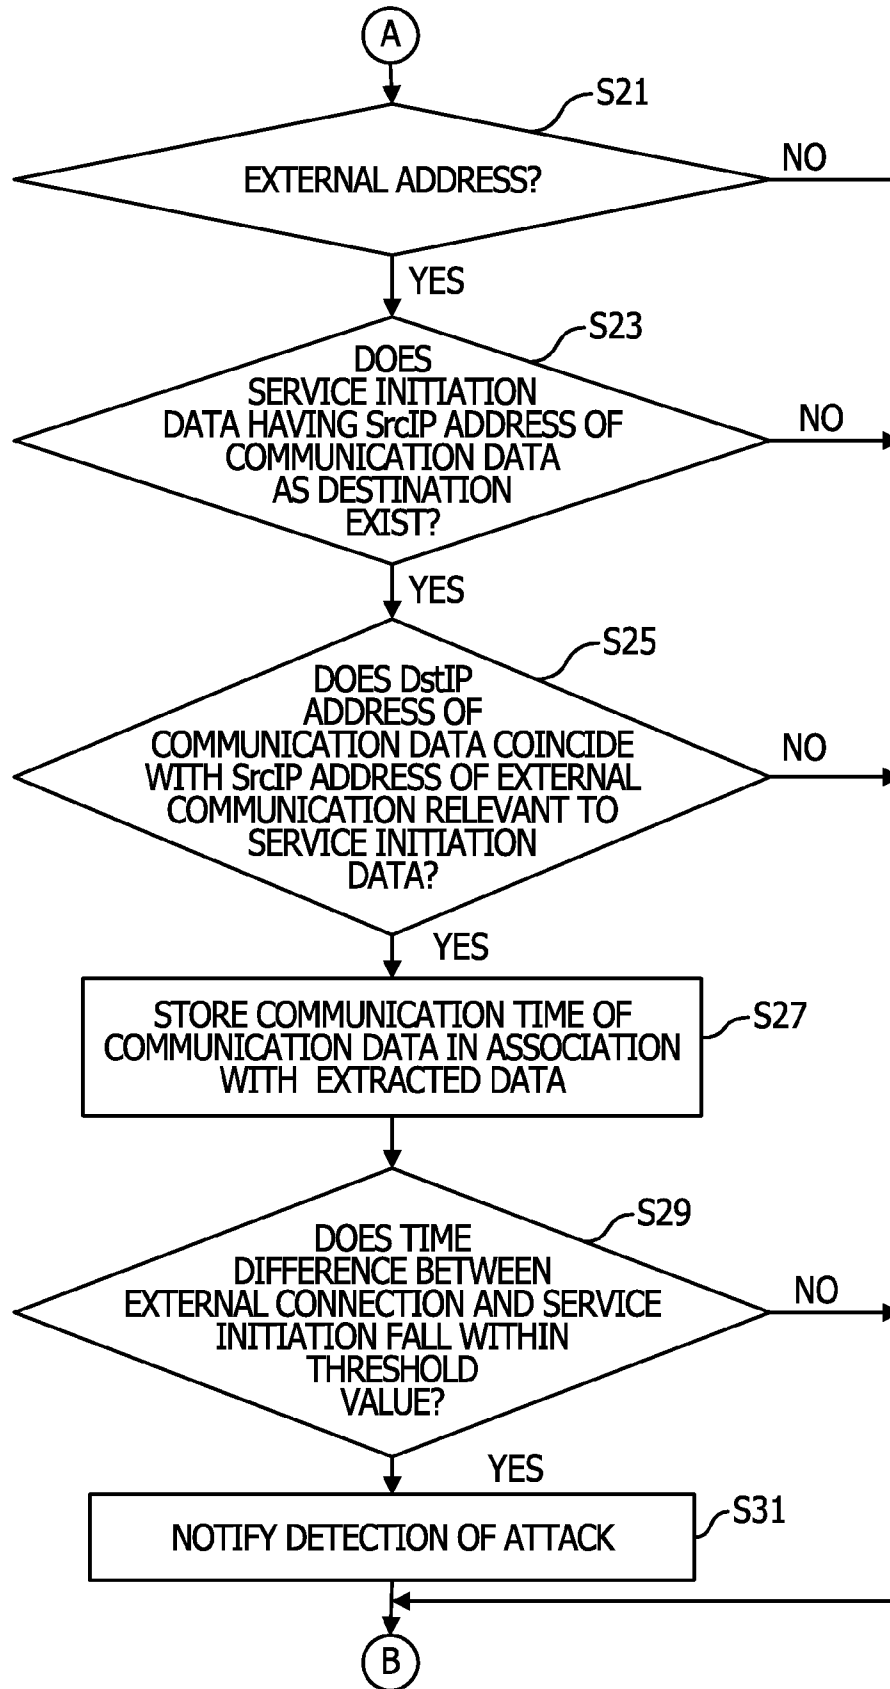 A
S21
EXTERNAL ADDRESS?
NO
YES
S23
DOES
SERVICE INITIATION
DATA HAVING SrcIP ADDRESS OF
COMMUNICATION DATA
AS DESTINATION
EXIST?
NO
YES
S25
DOES DstIP
ADDRESS OF
COMMUNICATION DATA COINCIDE
WITH SrcIP ADDRESS OF EXTERNAL
COMMUNICATION RELEVANT TO
SERVICE INITIATION
DATA?
NO
YES
STORE COMMUNICATION TIME OF
COMMUNICATION DATA IN ASSOCIATION
WITH EXTRACTED DATA
S27
S29
DOES TIME
DIFFERENCE BETWEEN
EXTERNAL CONNECTION AND SERVICE
INITIATION FALL WITHIN
THRESHOLD
VALUE?
NO
YES
NOTIFY DETECTION OF ATTACK
S31
B